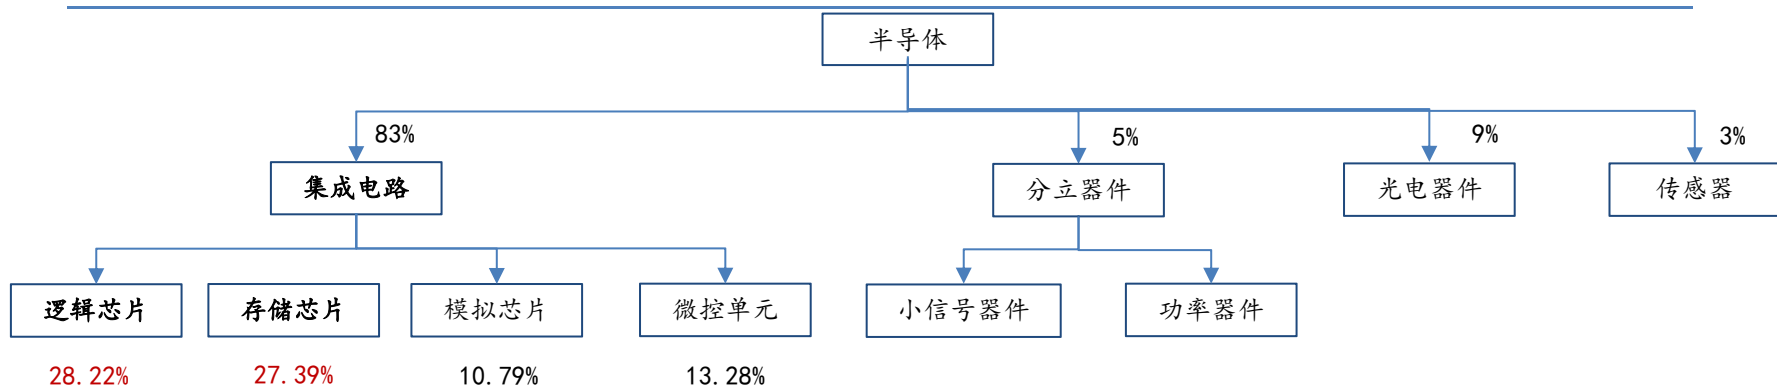 半导体
83%
5%
9%
3%
集成电路
分立器件
光电器件
传感器
逻辑芯片
存储芯片
模拟芯片
微控单元
小信号器件
功率器件
28.22%
27.39%
10.79%
13.28%